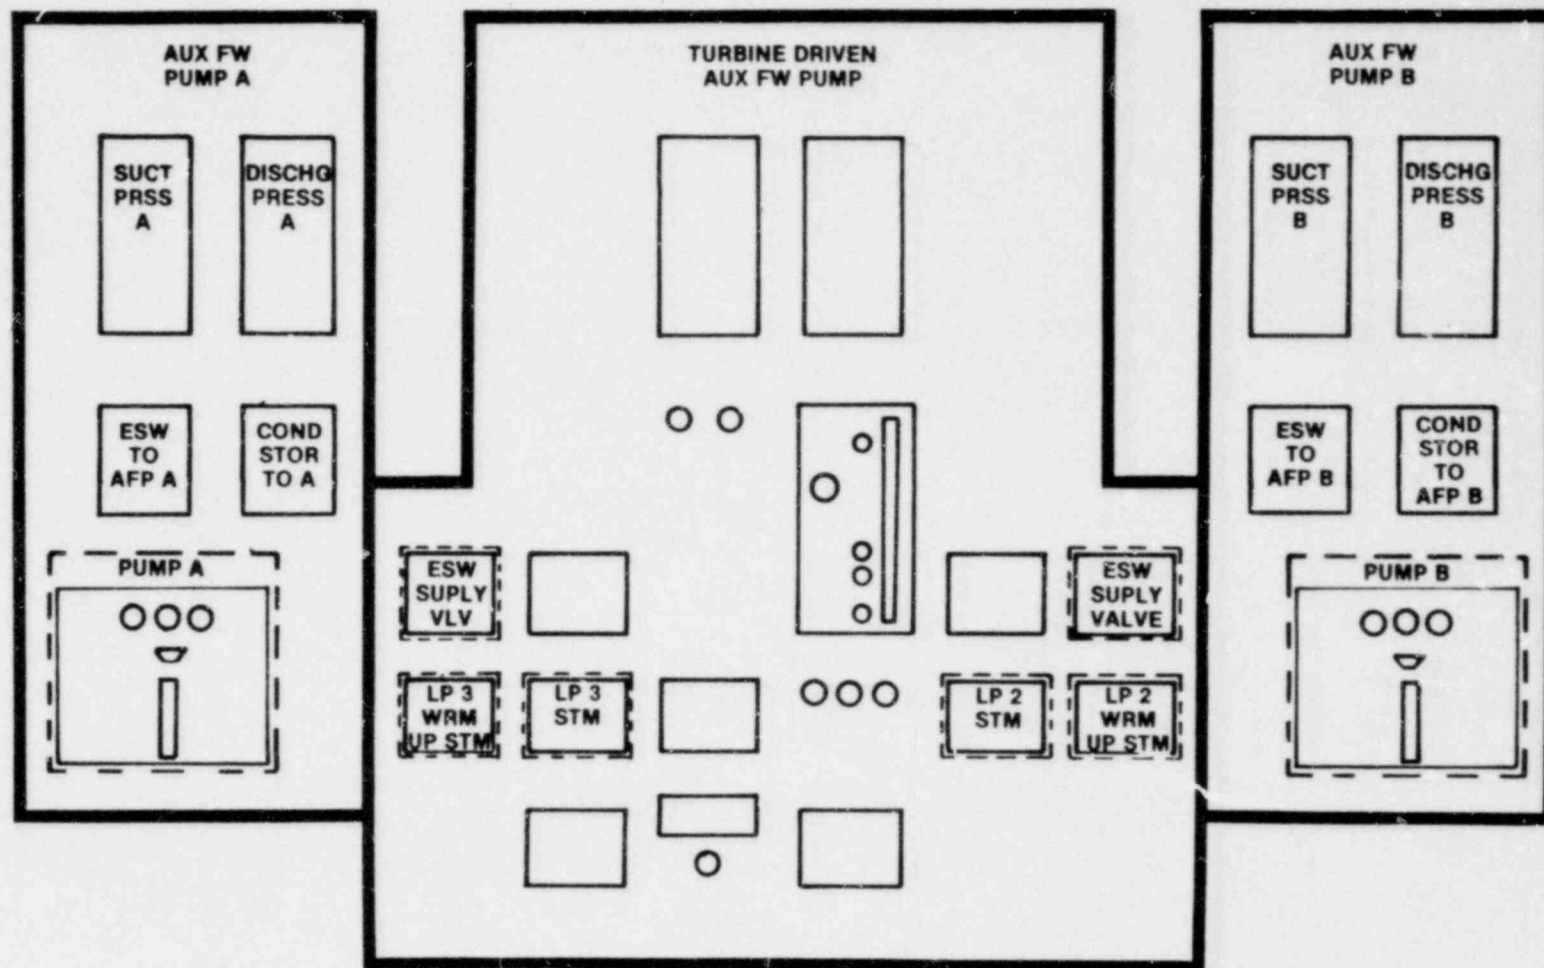 AUX FW
PUMP A
SUCT
PRSS
A
DISCHG
PRESS
A
ESW
TO
AFP A
COND
STOR
TO A
PUMP A
TURBINE DRIVEN
AUX FW PUMP
ESW
SUPLY
VLV
LP 3
WRM
UP STM
LP 3
STM
LP 2
STM
ESW
SUPLY
VALVE
LP 2
WRM
UP STM
AUX FW
PUMP B
SUCT
PRSS
B
DISCHG
PRESS
B
ESW
TO
AFP B
COND
STOR
TO
AFP B
PUMP B